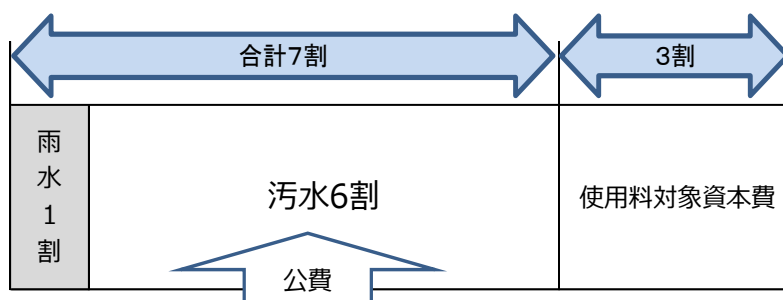 合計7割
3割
雨水1割
汚水6割
使用料対象資本費
公費